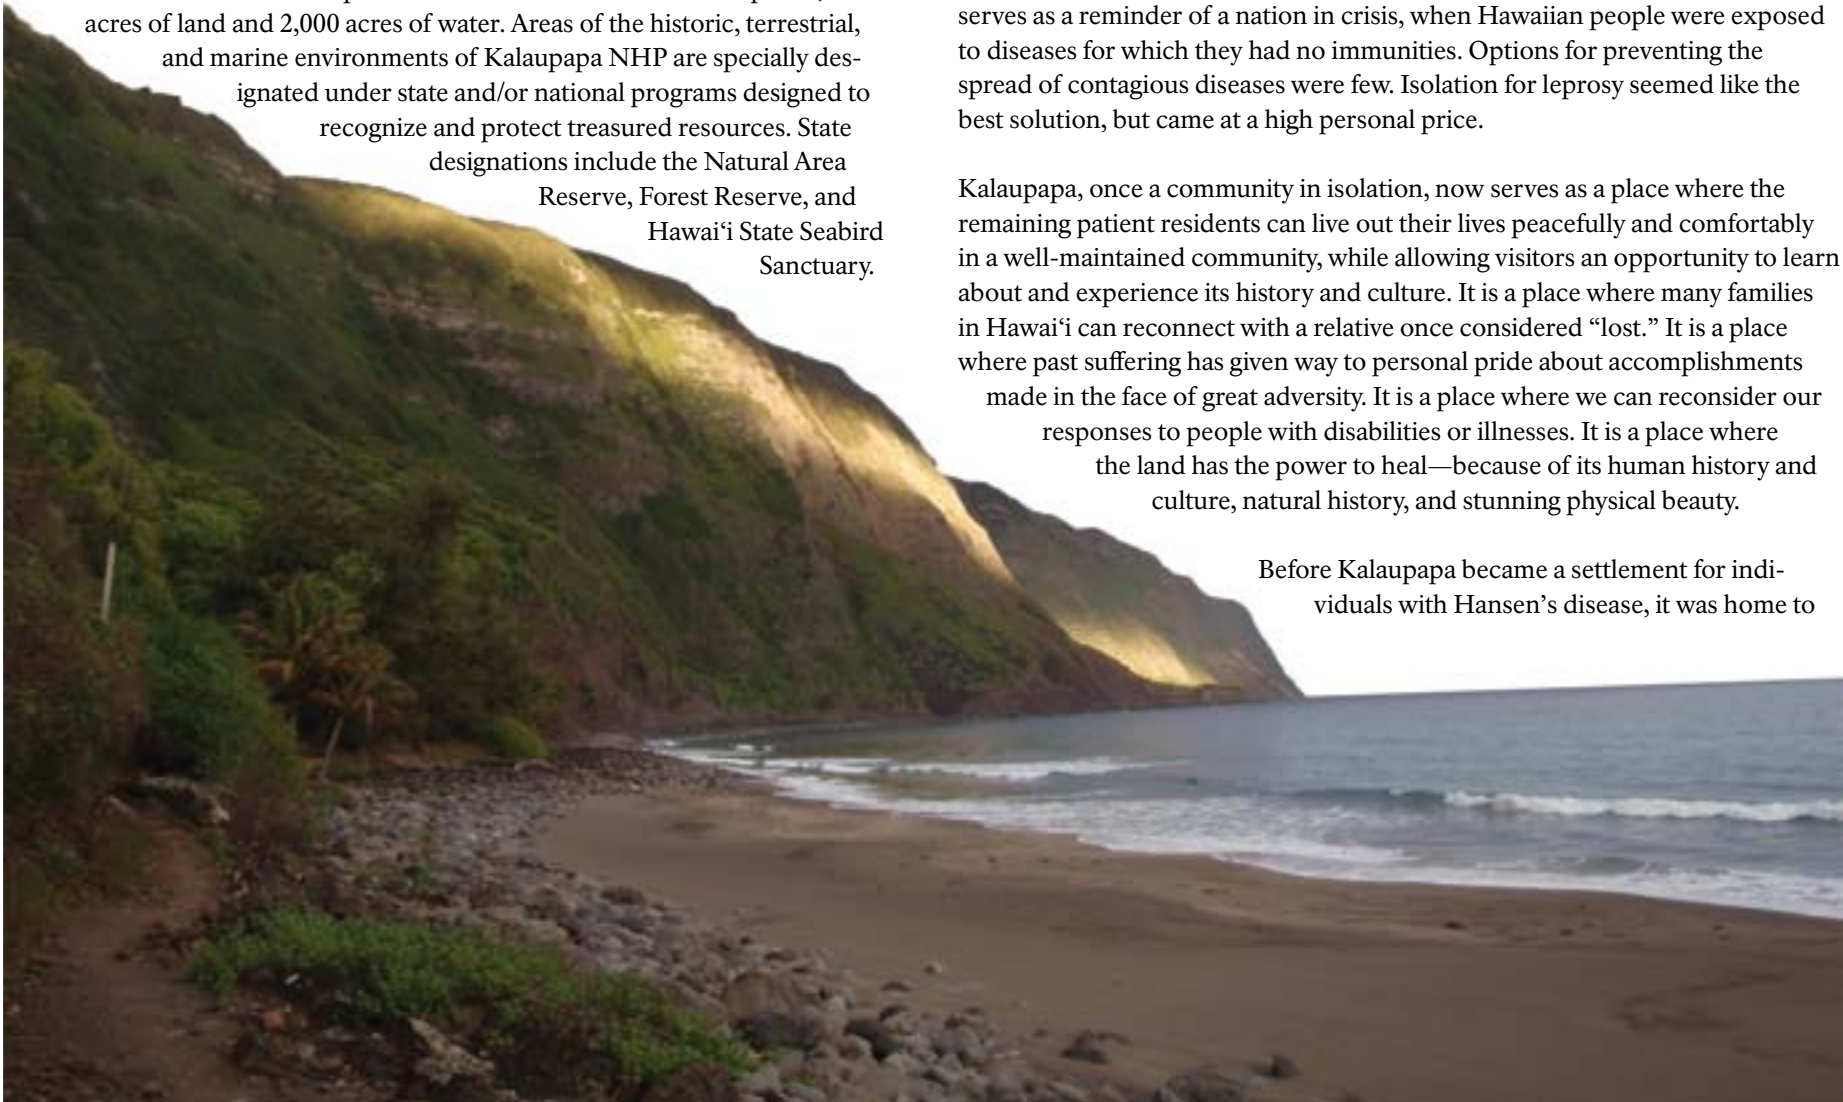 acres of land and 2,000 acres of water. Areas of the historic, terrestrial,
and marine environments of Kalaupapa NHP are specially des-
ignated under state and/or national programs designed to
recognize and protect treasured resources. State
designations include the Natural Area
Reserve, Forest Reserve, and
Hawaiʻi State Seabird
Sanctuary.
serves as a reminder of a nation in crisis, when Hawaiian people were exposed
to diseases for which they had no immunities. Options for preventing the
spread of contagious diseases were few. Isolation for leprosy seemed like the
best solution, but came at a high personal price.
Kalaupapa, once a community in isolation, now serves as a place where the
remaining patient residents can live out their lives peacefully and comfortably
in a well-maintained community, while allowing visitors an opportunity to learn
about and experience its history and culture. It is a place where many families
in Hawaiʻi can reconnect with a relative once considered “lost.” It is a place
where past suffering has given way to personal pride about accomplishments
made in the face of great adversity. It is a place where we can reconsider our
responses to people with disabilities or illnesses. It is a place where
the land has the power to heal—because of its human history and
culture, natural history, and stunning physical beauty.
Before Kalaupapa became a settlement for indi-
viduals with Hansen’s disease, it was home to